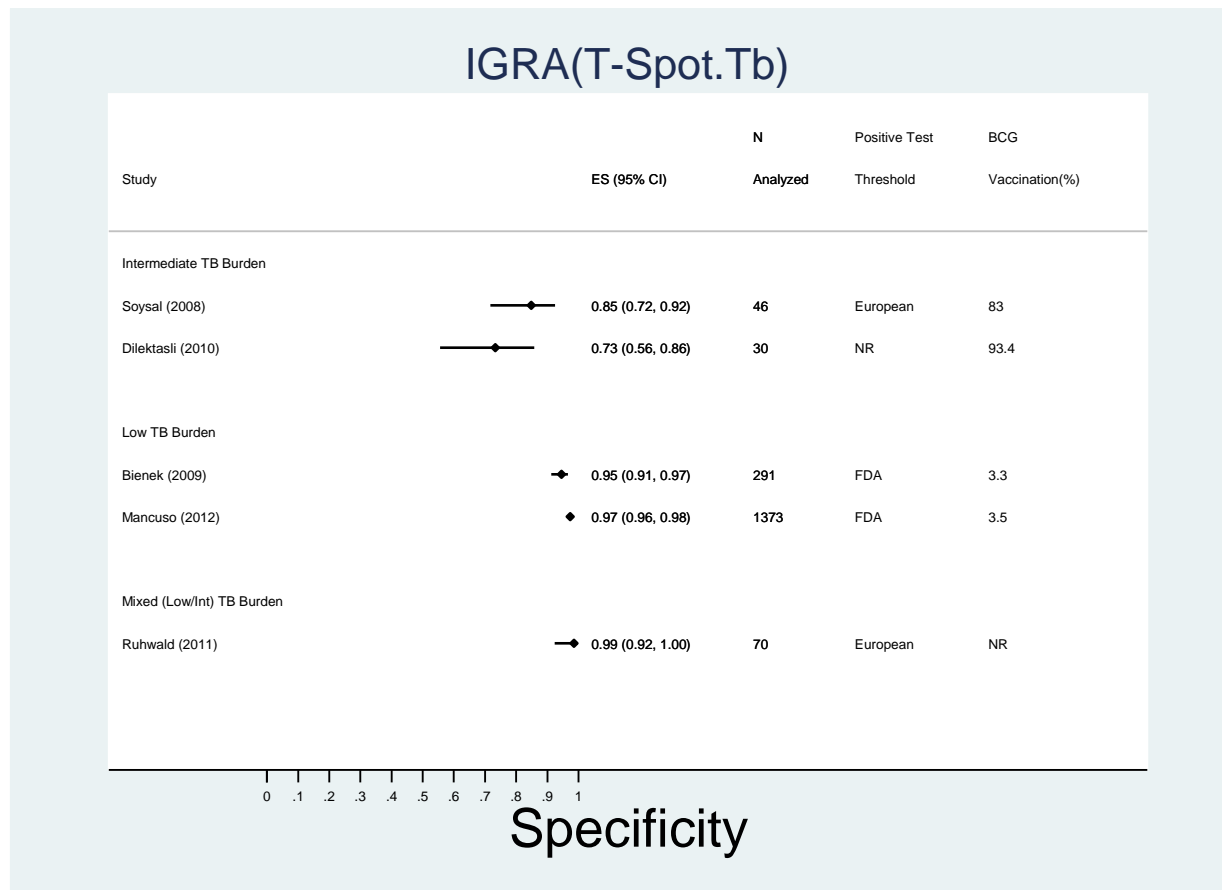 IGRA(T-Spot.Tb)
N Positive Test BCG
Study ES (95% CI) Analyzed Threshold Vaccination(%)
Intermediate TB Burden
Soysal (2008) 0.85 (0.72, 0.92) 46 European 83
Dilektasli (2010) 0.73 (0.56, 0.86) 30 NR 93.4
Low TB Burden
Bienek (2009) 0.95 (0.91, 0.97) 291 FDA 3.3
Mancuso (2012) 0.97 (0.96, 0.98) 1373 FDA 3.5
Mixed (Low/Int) TB Burden
Ruhwald (2011) 0.99 (0.92, 1.00) 70 European NR
0 .1 .2 .3 .4 .5 .6 .7 .8 .9 1
Specificity